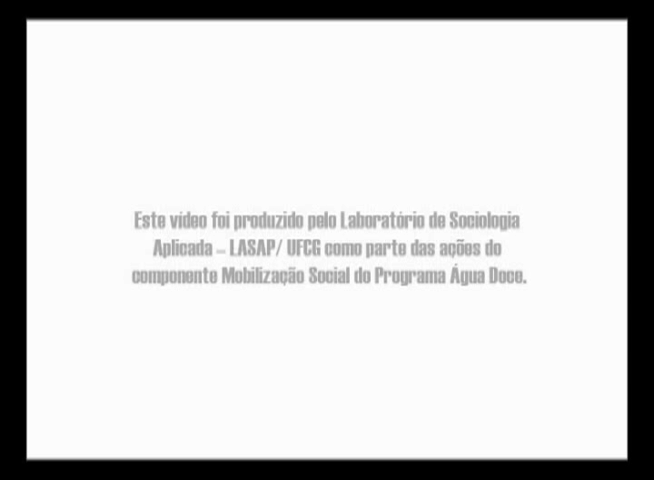 Este vídeo foi produzido pelo Laboratório de Sociologia
Aplicada – LASAP/ UFCG como parte das ações do
componente Mobilização Social do Programa Água Doce.